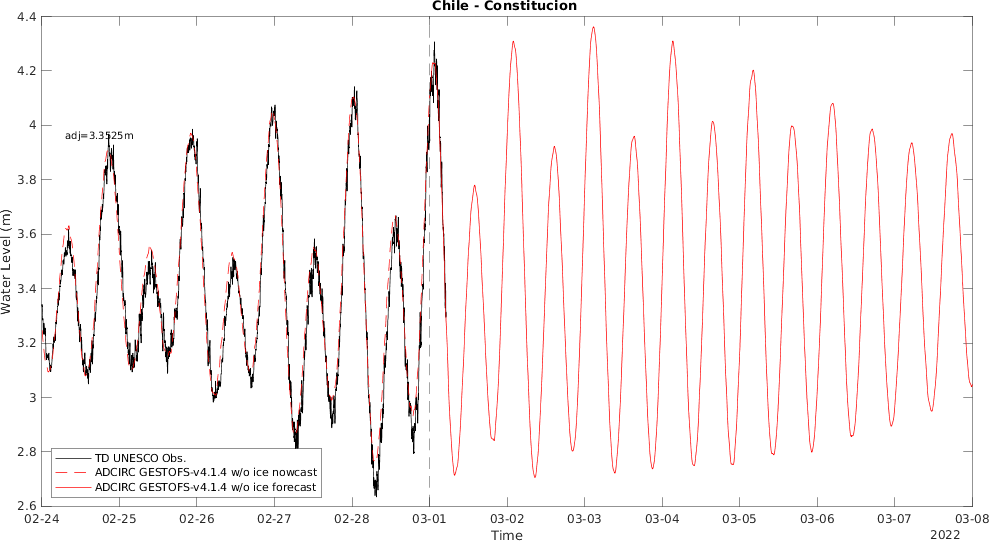 Chile - Constitucion
4.4
4.2
4
3.8
3.6
3.4
3.2
3
2.8
2.6
Water Level (m)
adj=3.3525m
TD UNESCO Obs.
ADCIRC GESTOFS-v4.1.4 w/o ice nowcast
ADCIRC GESTOFS-v4.1.4 w/o ice forecast
02-24 02-25 02-26 02-27 02-28 03-01 03-02 03-03 03-04 03-05 03-06 03-07 03-08
Time
2022